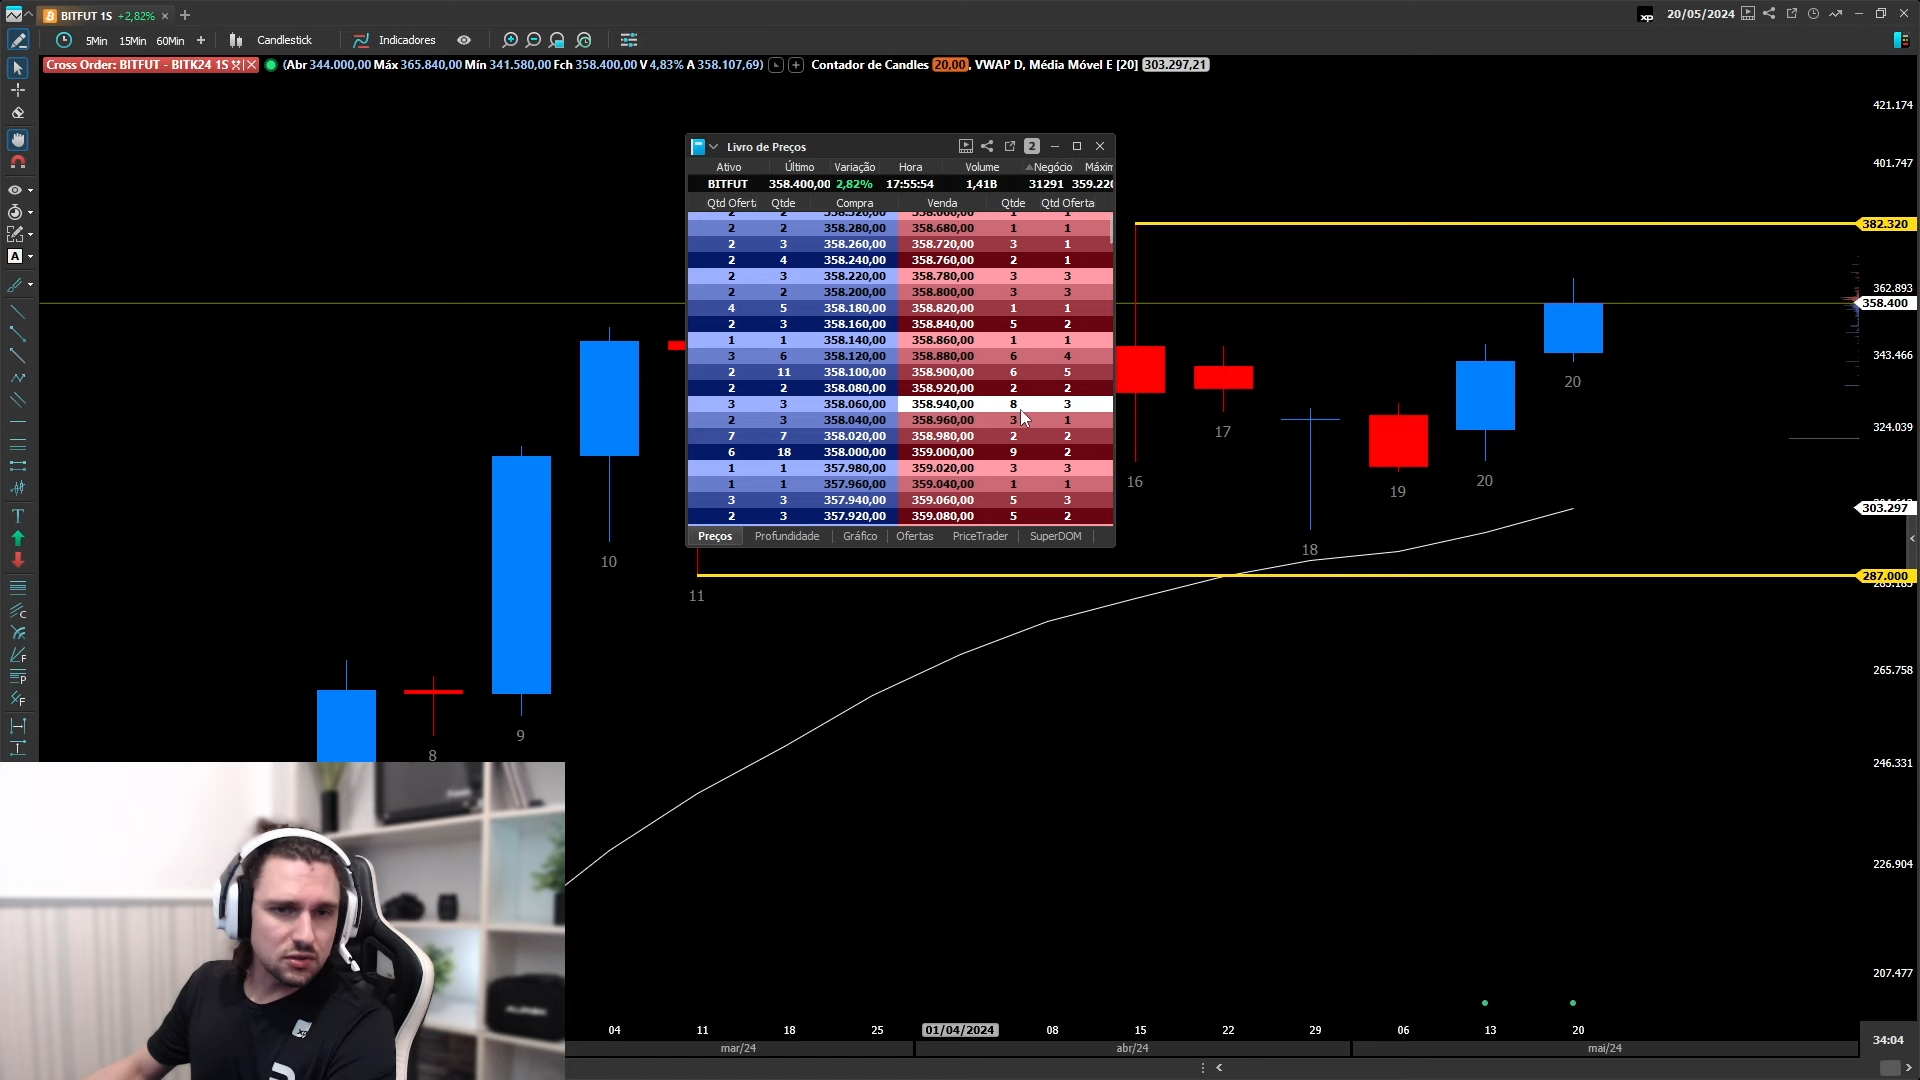 BITFUT 1S +2,82%
20/05/2024
5Min 15Min 60Min + Candlestick Indicadores
Cross Order: BITFUT - BITK24 1S (Abr 344.000,00 Máx 365.840,00 Mín 341.580,00 Fch 358.400,00 V 4,83% A 358.107,69) Contador de Candles 20,00, VWAP D, Média Móvel E [20] 303.297,21
Livro de Preços 2
Ativo Último Variação Hora Volume Negócio
BITFUT 358.400,00 2,82% 17:55:54 1,41B 31291
Qtde Compra Venda Qtde Qtd Oferta
2 2 358.280,00 358.680,00 1 1
2 3 358.260,00 358.720,00 3 1
2 4 358.240,00 358.760,00 2 1
2 3 358.220,00 358.780,00 3 3
2 2 358.200,00 358.800,00 3 3
4 5 358.180,00 358.820,00 1 1
2 3 358.160,00 358.840,00 5 2
1 1 358.140,00 358.860,00 1 1
3 6 358.120,00 358.880,00 6 4
2 11 358.100,00 358.900,00 6 5
2 2 358.080,00 358.920,00 2 2
3 3 358.060,00 358.940,00 8 3
2 3 358.040,00 358.960,00 3 1
7 7 358.020,00 358.980,00 2 2
6 18 358.000,00 359.000,00 9 2
1 1 357.980,00 359.020,00 3 3
1 1 357.960,00 359.040,00 1 1
3 3 357.940,00 359.060,00 5 3
2 3 357.920,00 359.080,00 5 2
Preços Profundidade Gráfico Ofertas PriceTrader SuperDOM
421.174
401.747
382.320
362.893
358.400
343.466
324.039
303.297
287.000
265.758
246.331
226.904
207.477
8
9
10
11
16
17
18
19
20
20
04 11 18 25 01/04/2024 08 15 22 29 06 13 20
mar/24 abr/24 mai/24
34:04